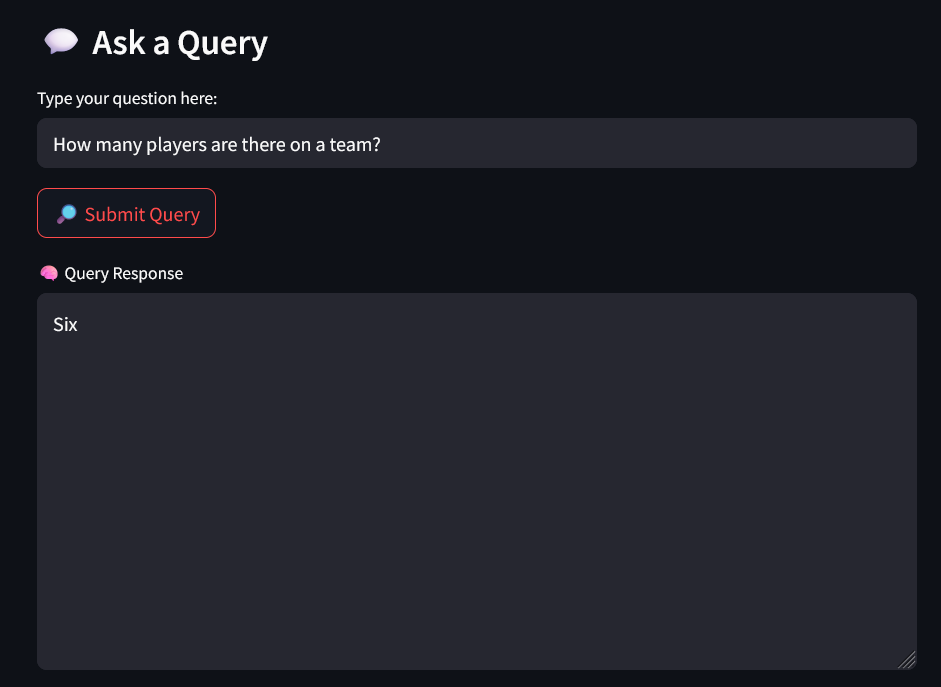 Ask a Query
Type your question here:
How many players are there on a team?
Submit Query
Query Response
Six